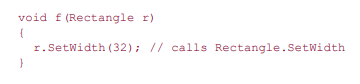 void f(Rectangle r)
{
  r.SetWidth(32); // calls Rectangle.SetWidth
}